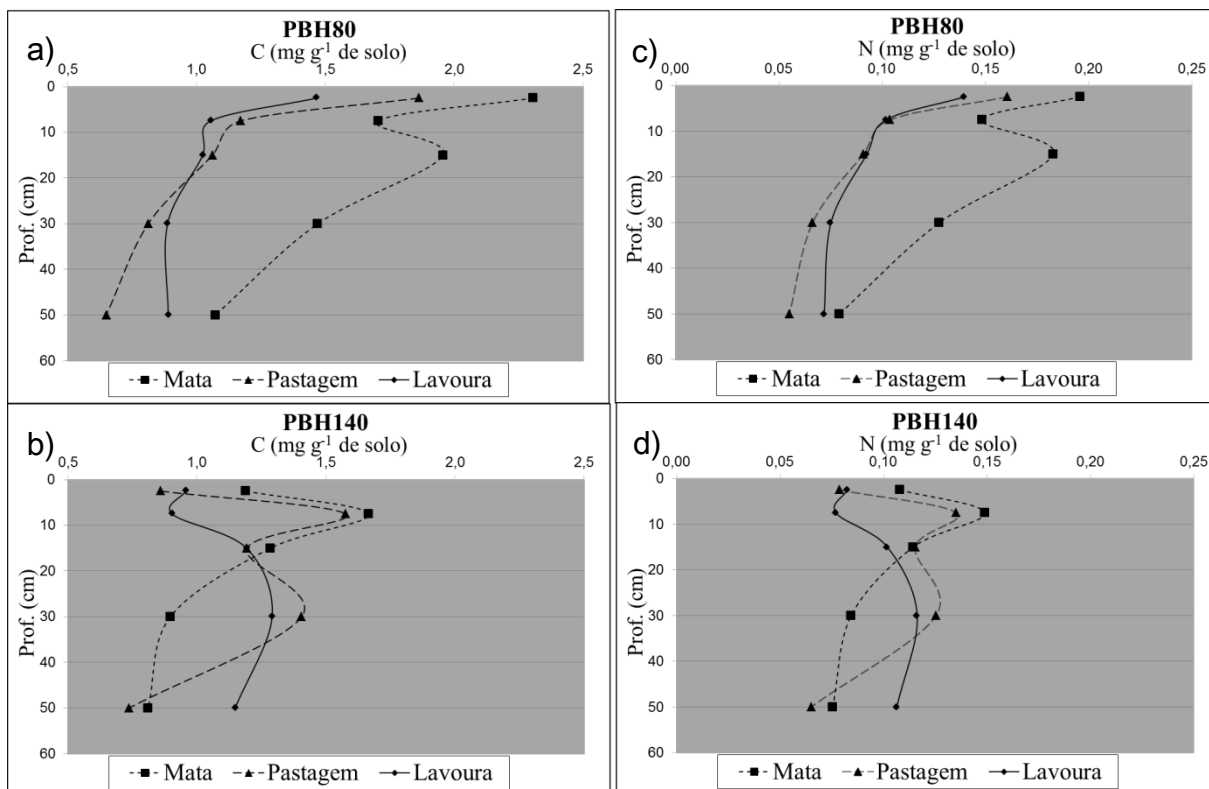 a)
PBH80
C (mg g-1 de solo)
0,5 1,0 1,5 2,0 2,5
0
10
20
30
40
50
60
Prof. (cm)
Mata Pastagem Lavoura
c)
PBH80
N (mg g-1 de solo)
0,00 0,05 0,10 0,15 0,20 0,25
0
10
20
30
40
50
60
Prof. (cm)
Mata Pastagem Lavoura
b)
PBH140
C (mg g-1 de solo)
0,5 1,0 1,5 2,0 2,5
0
10
20
30
40
50
60
Prof. (cm)
Mata Pastagem Lavoura
d)
PBH140
N (mg g-1 de solo)
0,00 0,05 0,10 0,15 0,20 0,25
0
10
20
30
40
50
60
Prof. (cm)
Mata Pastagem Lavoura